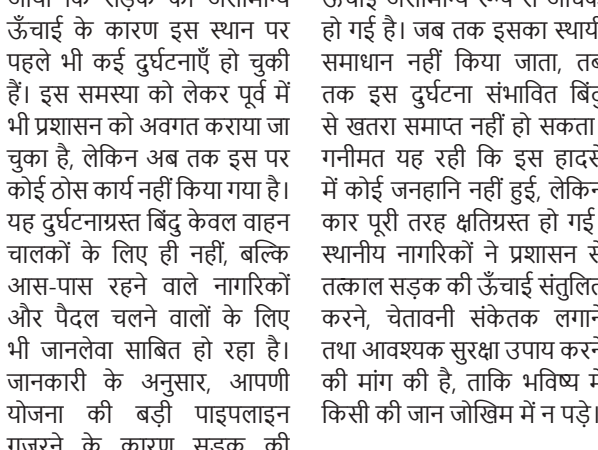 ऊँचाई के कारण इस स्थान पर
पहले भी कई दुर्घटनाएँ हो चुकी
हैं। इस समस्या को लेकर पूर्व में
भी प्रशासन को अवगत कराया जा
चुका है, लेकिन अब तक इस पर
कोई ठोस कार्य नहीं किया गया है।
यह दुर्घटनाग्रस्त बिंदु केवल वाहन
चालकों के लिए ही नहीं, बल्कि
आस-पास रहने वाले नागरिकों
और पैदल चलने वालों के लिए
भी जानलेवा साबित हो रहा है।
जानकारी के अनुसार, आपणी
योजना की बड़ी पाइपलाइन
गुजरने के कारण सड़क की
हो गई है। जब तक इसका स्थायी
समाधान नहीं किया जाता, तब
तक इस दुर्घटना संभावित बिंदु
से खतरा समाप्त नहीं हो सकता
गनीमत यह रही कि इस हादसे
में कोई जनहानि नहीं हुई, लेकिन
कार पूरी तरह क्षतिग्रस्त हो गई
स्थानीय नागरिकों ने प्रशासन से
तत्काल सड़क की ऊँचाई संतुलित
करने, चेतावनी संकेतक लगाने
तथा आवश्यक सुरक्षा उपाय करने
की मांग की है, ताकि भविष्य में
किसी की जान जोखिम में न पड़े।